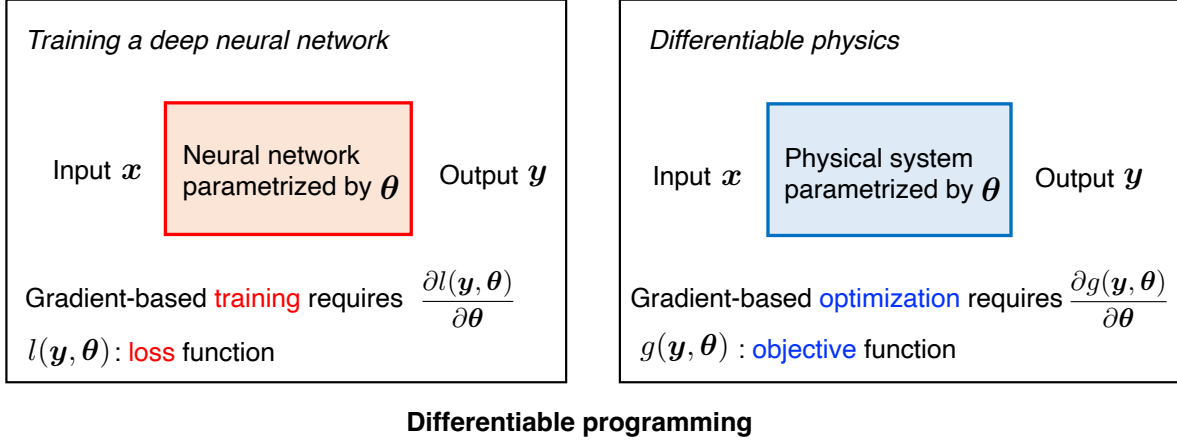 Training a deep neural network
Input x
Neural network
parametrized by θ
Output y
Gradient-based training requires ∂l(y, θ)/∂θ
l(y, θ): loss function
Differentiable physics
Input x
Physical system
parametrized by θ
Output y
Gradient-based optimization requires ∂g(y, θ)/∂θ
g(y, θ) : objective function
Differentiable programming